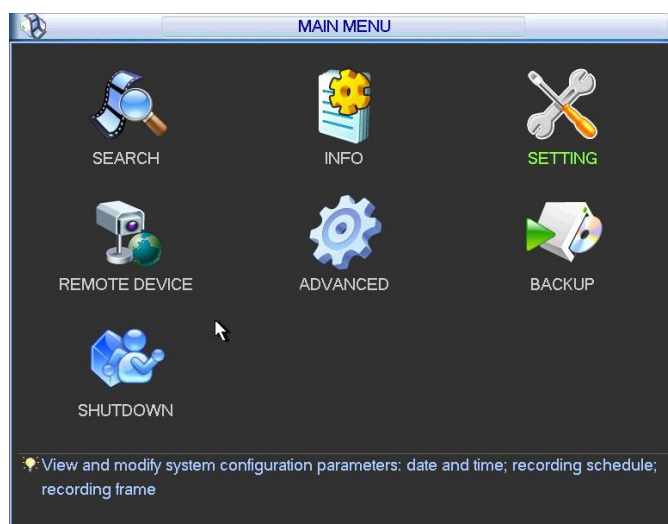 MAIN MENU
SEARCH
INFO
SETTING
REMOTE DEVICE
ADVANCED
BACKUP
SHUTDOWN
View and modify system configuration parameters: date and time; recording schedule;
recording frame